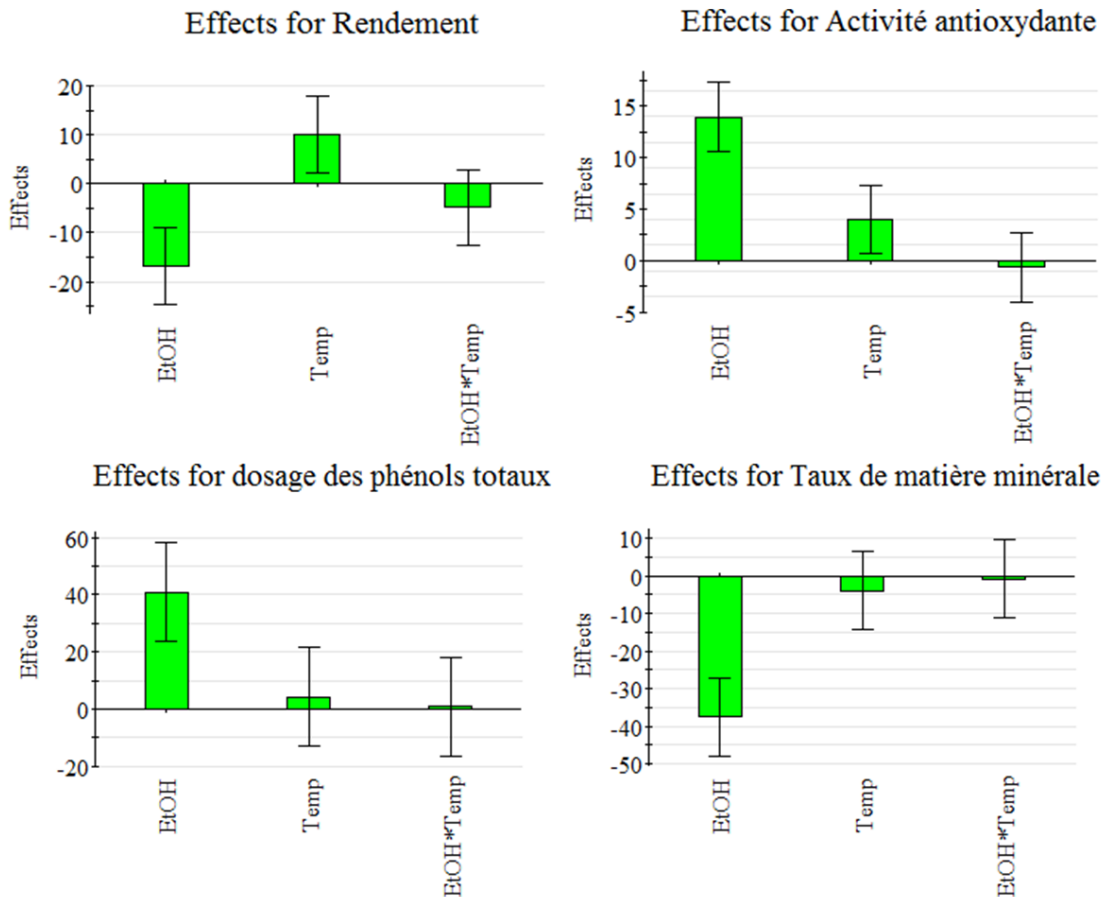 Effects for Rendement
Effects
20
10
0
-10
-20
EtOH
Temp
EtOH*Temp
Effects for Activité antioxydante
Effects
15
10
5
0
-5
EtOH
Temp
EtOH*Temp
Effects for dosage des phénols totaux
Effects
60
40
20
0
-20
EtOH
Temp
EtOH*Temp
Effects for Taux de matière minérale
Effects
10
0
-10
-20
-30
-40
-50
EtOH
Temp
EtOH*Temp